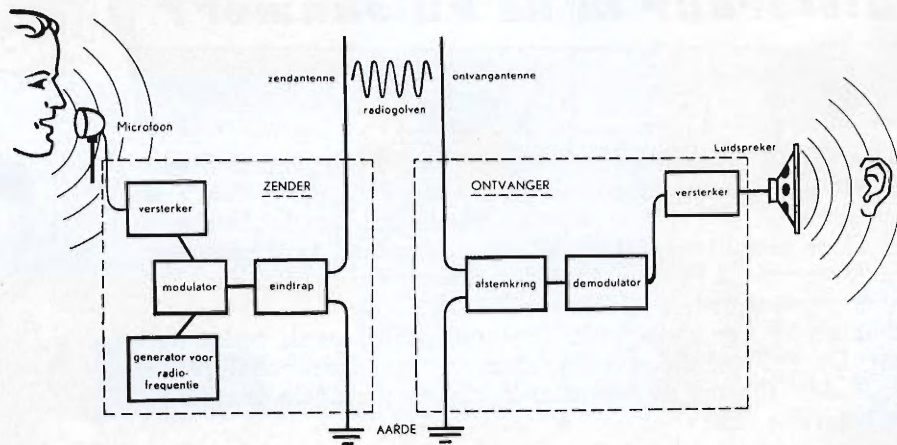 zendantenne
ontvangantenne
radiogolven
Microfoon
Luidspreker
ZENDER
ONTVANGER
versterker
versterker
modulator
eindtrap
afstemkring
demodulator
generator voor
radio-
frequentie
AARDE